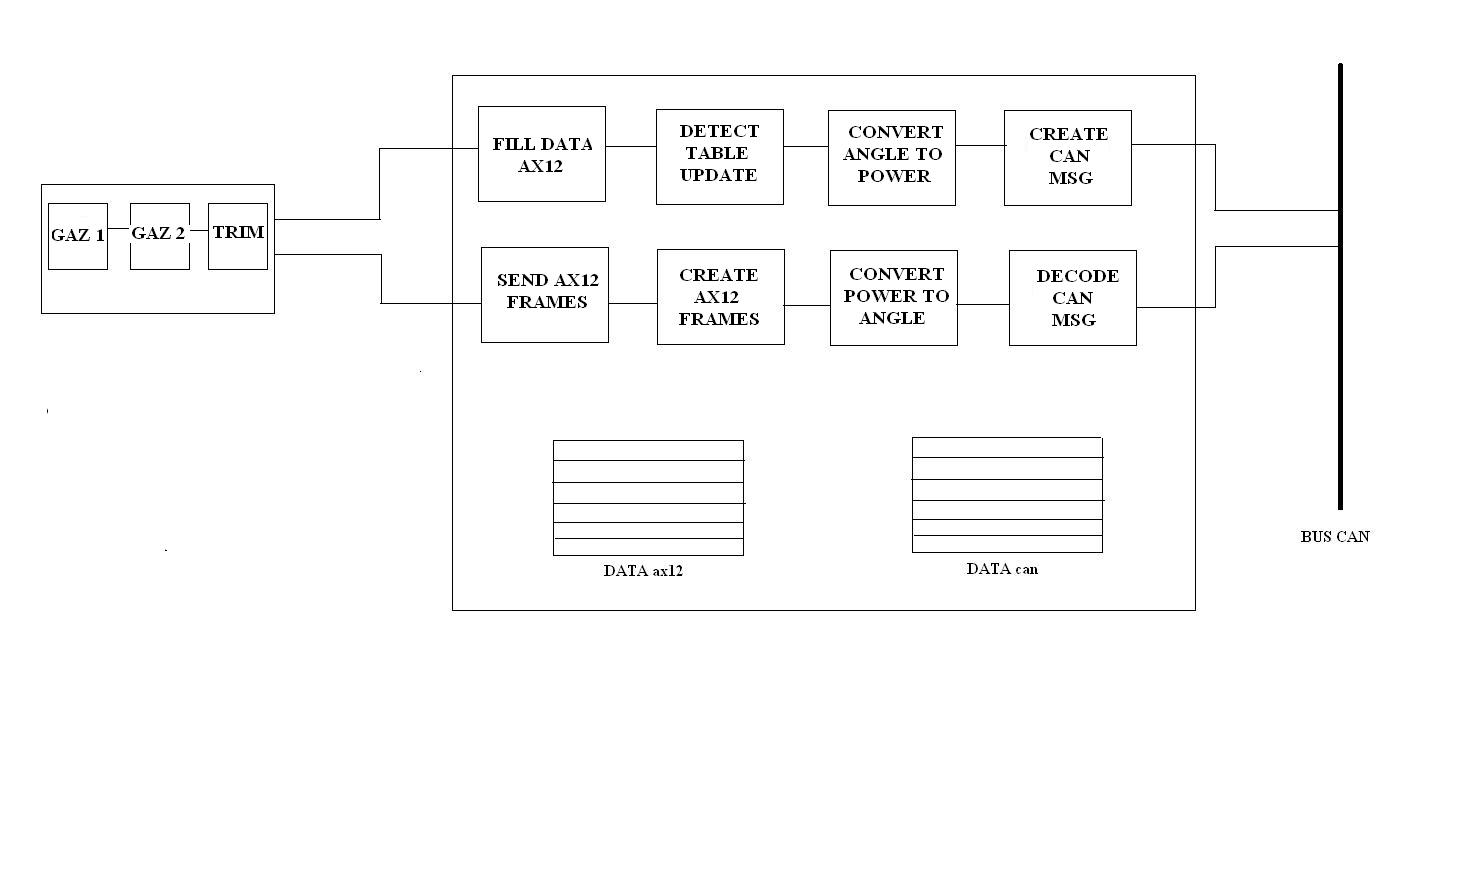 GAZ 1
GAZ 2
TRIM
FILL DATA
AX12
DETECT
TABLE
UPDATE
CONVERT
ANGLE TO
POWER
CREATE
CAN
MSG
SEND AX12
FRAMES
CREATE
AX12
FRAMES
CONVERT
POWER TO
ANGLE
DECODE
CAN
MSG
DATA ax12
DATA can
BUS CAN